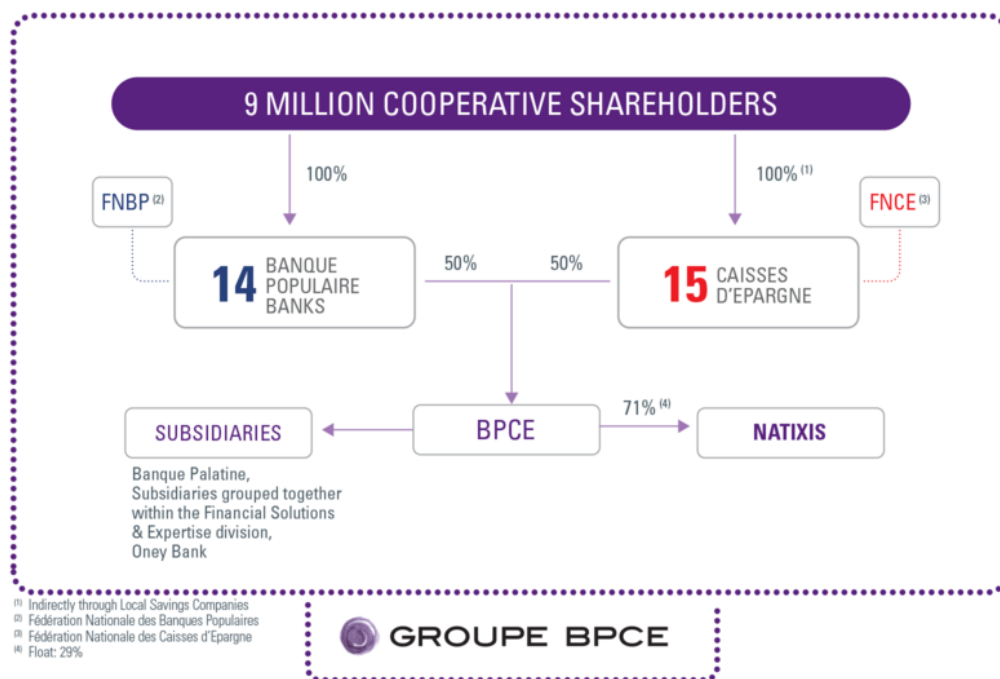 9 MILLION COOPERATIVE SHAREHOLDERS
100%
100% (1)
FNBP (2)
FNCE (3)
14 BANQUE
POPULAIRE
BANKS
50%
50%
15 CAISSES
D'EPARGNE
SUBSIDIARIES
BPCE
71% (4)
NATIXIS
Banque Palatine,
Subsidiaries grouped together
within the Financial Solutions
& Expertise division,
Oney Bank
(1) Indirectly through Local Savings Companies
(2) Fédération Nationale des Banques Populaires
(3) Fédération Nationale des Caisses d'Epargne
(4) Float: 29%
GROUPE BPCE